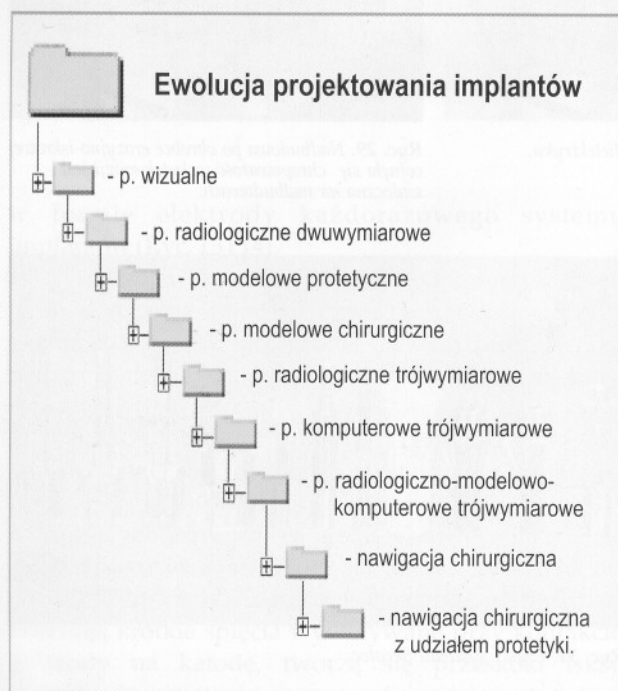 Ewolucja projektowania implantów
- p. wizualne
- p. radiologiczne dwuwymiarowe
- p. modelowe protetyczne
- p. modelowe chirurgiczne
- p. radiologiczne trójwymiarowe
- p. komputerowe trójwymiarowe
- p. radiologiczno-modelowo-
komputerowe trójwymiarowe
- nawigacja chirurgiczna
- nawigacja chirurgiczna
z udziałem protetyki.